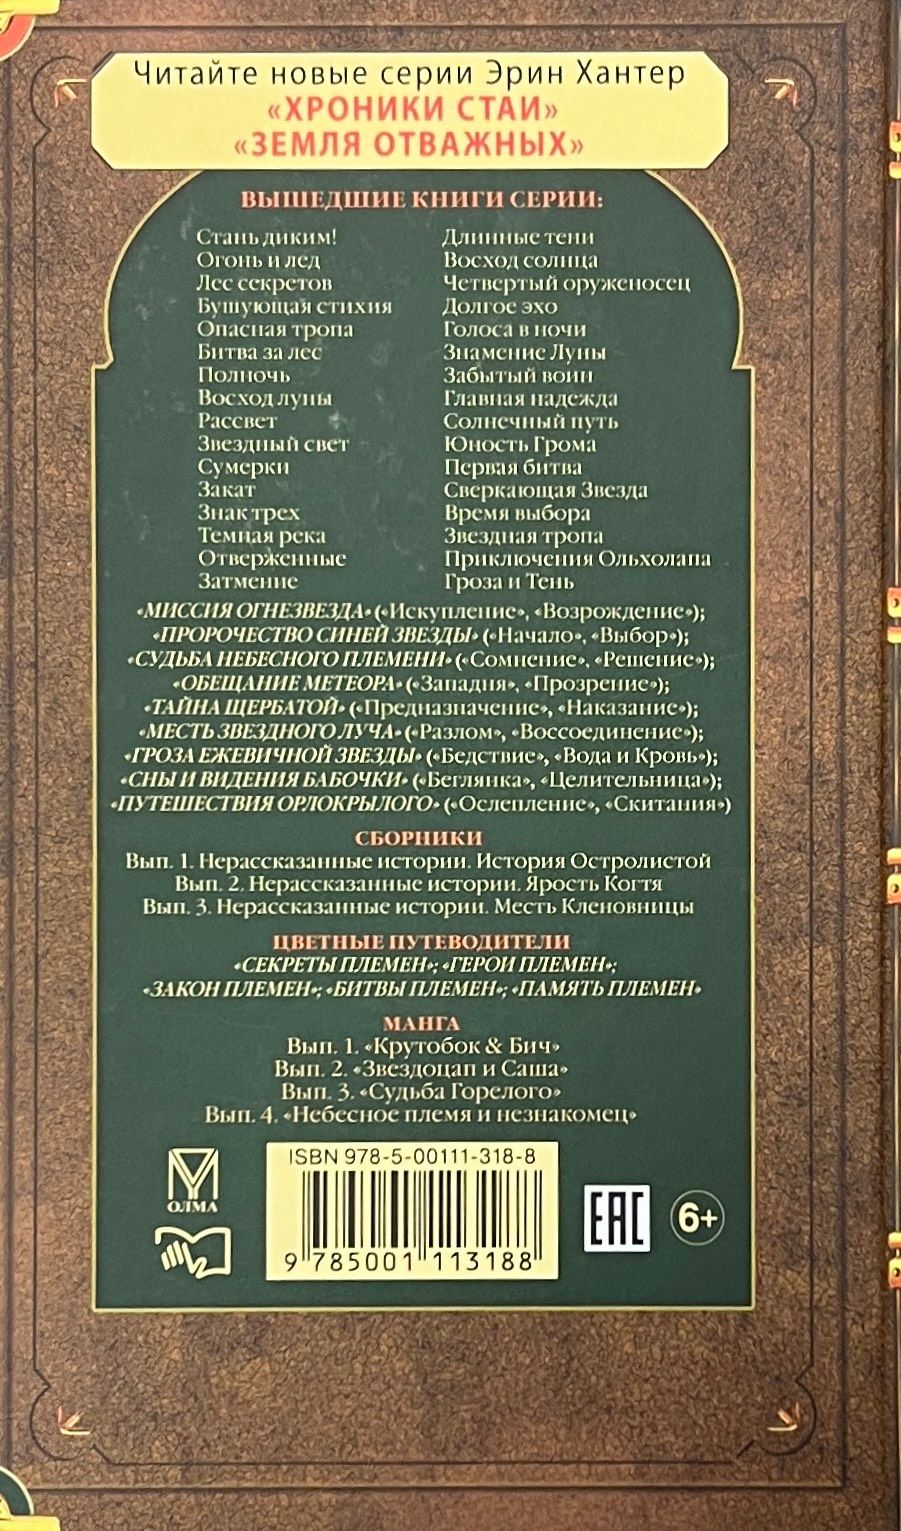 Читайте новые серии Эрин Хантер
«ХРОНИКИ СТАИ»
«ЗЕМЛЯ ОТВАЖНЫХ»
ВЫШЕДШИЕ КНИГИ СЕРИИ:
Стань диким!
Огонь и лед
Лес секретов
Бушующая стихия
Опасная тропа
Битва за лес
Полночь
Восход луны
Рассвет
Звездный свет
Сумерки
Закат
Знак трех
Темная река
Отверженные
Затмение
Длинные тени
Восход солнца
Четвертый оруженосец
Долгое эхо
Голоса в ночи
Знамение Луны
Забытый воин
Главная надежда
Солнечный путь
Юность Грома
Первая битва
Сверкающая Звезда
Время выбора
Звездная тропа
Приключения Ольхолапа
Гроза и Тень
«МИССИЯ ОГНЕЗВЕЗДА» («Искупление», «Возрождение»);
«ПРОРОЧЕСТВО СИНЕЙ ЗВЕЗДЫ» («Начало», «Выбор»);
«СУДЬБА НЕБЕСНОГО ПЛЕМЕНИ» («Сомнение», «Решение»);
«ОБЕЩАНИЕ МЕТЕОРА» («Западня», «Прозрение»);
«ТАЙНА ЩЕРБАТОЙ» («Предназначение», «Наказание»);
«МЕСТЬ ЗВЕЗДНОГО ЛУЧА» («Разлом», «Воссоединение»);
«ГРОЗА ЕЖЕВИЧНОЙ ЗВЕЗДЫ» («Бедствие», «Вода и Кровь»);
«СНЫ И ВИДЕНИЯ БАБОЧКИ» («Беглянка», «Целительница»);
«ПУТЕШЕСТВИЯ ОРЛОКРЫЛОГО» («Ослепление», «Скитания»)
СБОРНИКИ
Вып. 1. Нерассказанные истории. История Остролистой
Вып. 2. Нерассказанные истории. Ярость Когтя
Вып. 3. Нерассказанные истории. Месть Кленовницы
ЦВЕТНЫЕ ПУТЕВОДИТЕЛИ
«СЕКРЕТЫ ПЛЕМЕН»; «ГЕРОИ ПЛЕМЕН»;
«ЗАКОН ПЛЕМЕН»; «БИТВЫ ПЛЕМЕН»; «ПАМЯТЬ ПЛЕМЕН»
МАНГА
Вып. 1. «Крутобок & Бич»
Вып. 2. «Звездоцап и Саша»
Вып. 3. «Судьба Горелого»
Вып. 4. «Небесное племя и незнакомец»
ОЛМА
ISBN 978-5-00111-318-8
9 785001 113188
EAC
6+